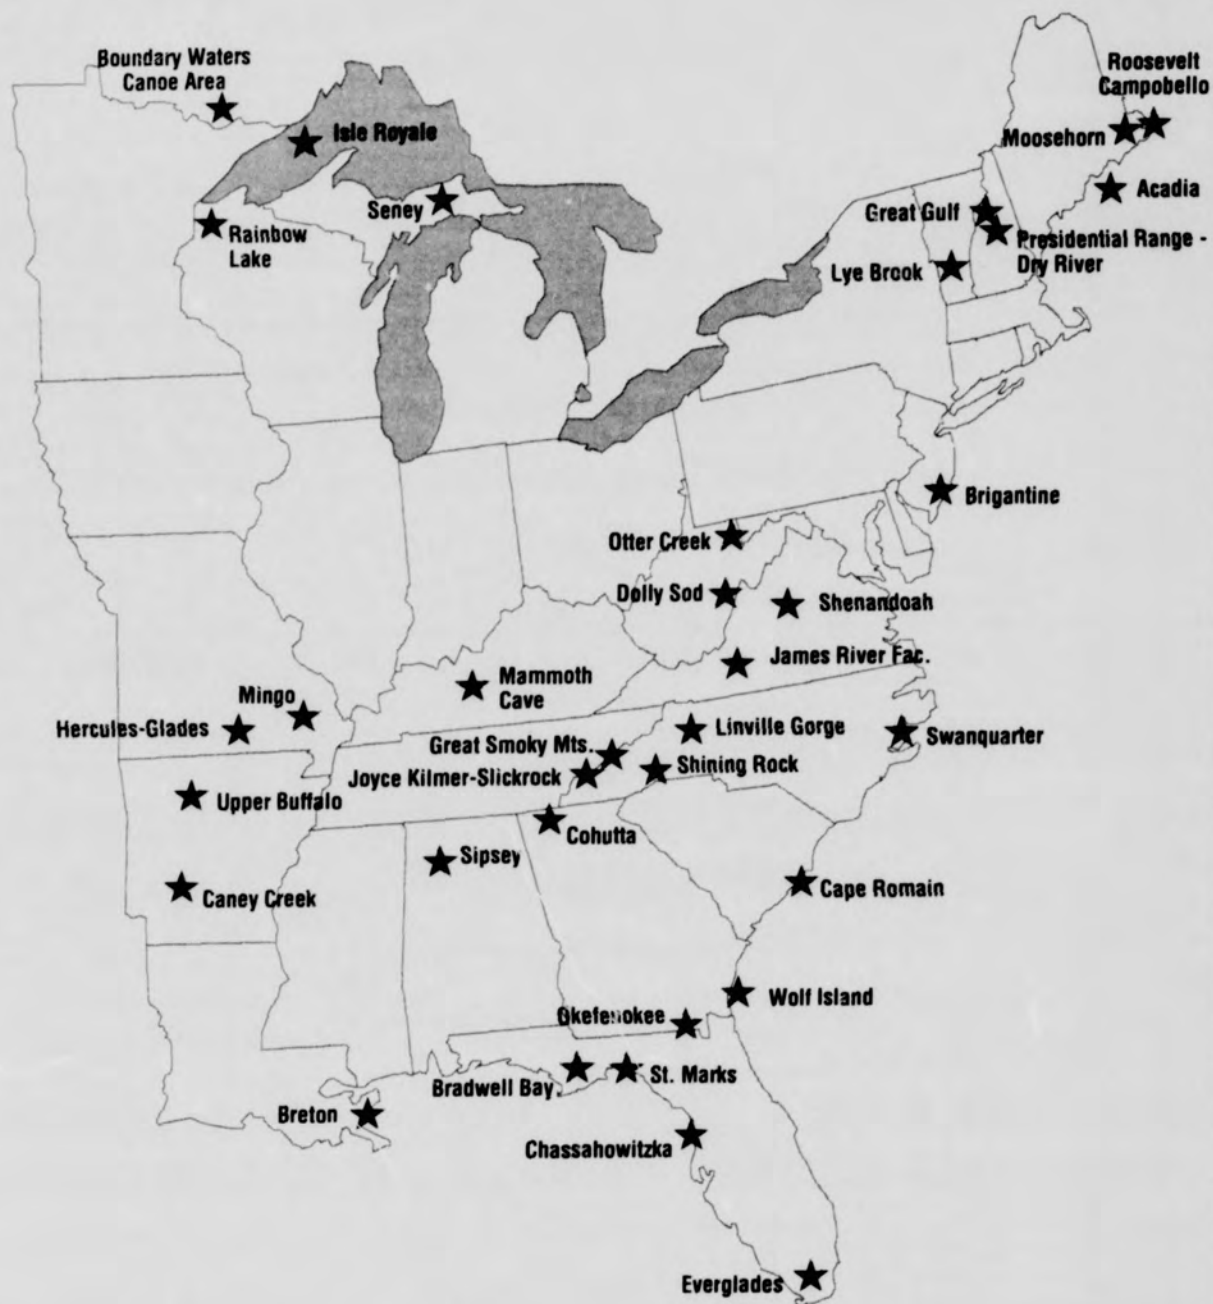 Boundary Waters
Canoe Area
Roosevelt
Campobello
Isle Royale
Moosehorn
Seney
Acadia
Great Gulf
Rainbow
Lake
Presidential Range -
Dry River
Lye Brook
Brigantine
Otter Creek
Dolly Sod
Shenandoah
James River Fac.
Mammoth
Cave
Mingo
Hercules-Glades
Linville Gorge
Swanquarter
Great Smoky Mts.
Joyce Kilmer-Slickrock
Shining Rock
Upper Buffalo
Cohutta
Sipsey
Caney Creek
Cape Romain
Wolf Island
Okefenokee
Bradwell Bay
St. Marks
Breton
Chassahowitzka
Everglades